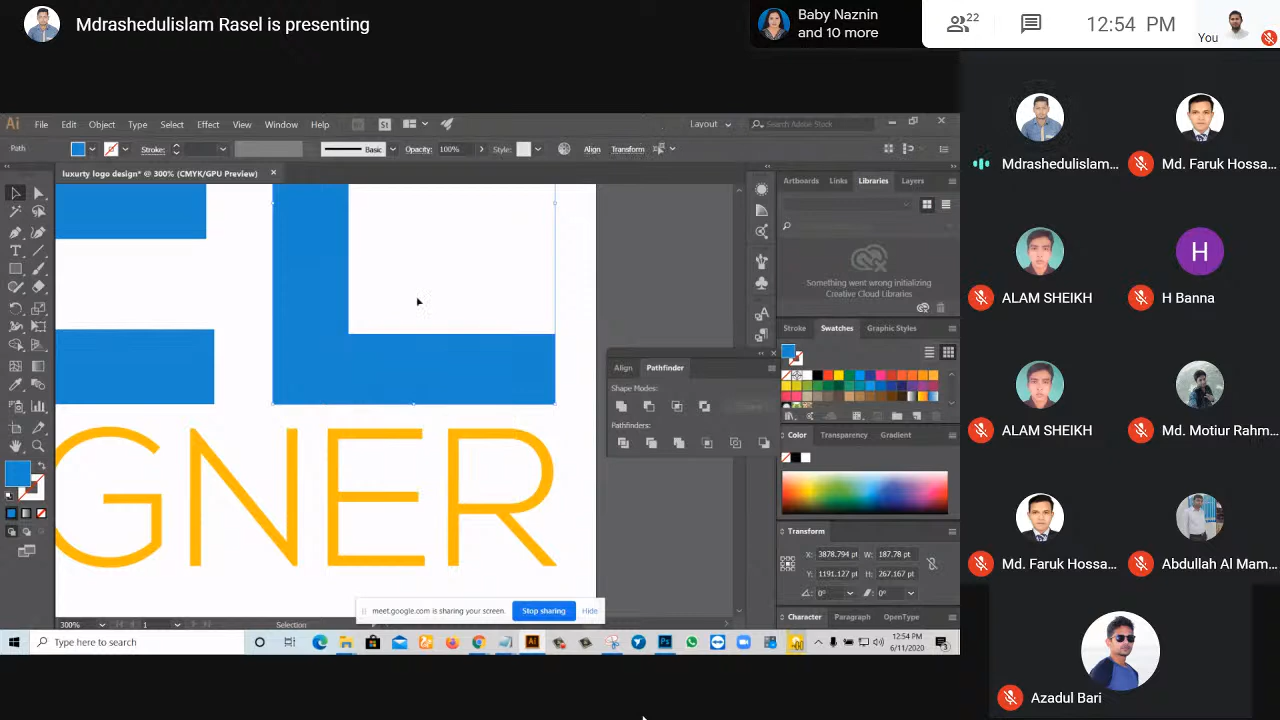 Mdrashedulislam Rasel is presenting
Baby Naznin
and 10 more
22
12:54 PM
You
Ai File Edit Object Type Select Effect View Window Help
Br St
Layout
Search Adobe Stock
Path
Stroke:
Basic
Opacity: 100%
Style:
Align
Transform
luxurty logo design* @ 300% (CMYK/GPU Preview)
Artboards Links Libraries Layers
Something went wrong initializing
Creative Cloud Libraries
Stroke Swatches Graphic Styles
Align Pathfinder
Shape Modes:
Pathfinders:
Color Transparency Gradient
Transform
X: 3878.794 pt W: 187.78 pt
Y: 1191.127 pt H: 267.167 pt
0° 0°
Character Paragraph OpenType
EL
GNER
meet.google.com is sharing your screen. Stop sharing Hide
300% 1 Selection
Type here to search
12:54 PM
6/11/2020
3
Mdrashedulislam...
Md. Faruk Hossa...
ALAM SHEIKH
H
H Banna
ALAM SHEIKH
Md. Motiur Rahm...
Md. Faruk Hossa...
Abdullah Al Mam...
Azadul Bari